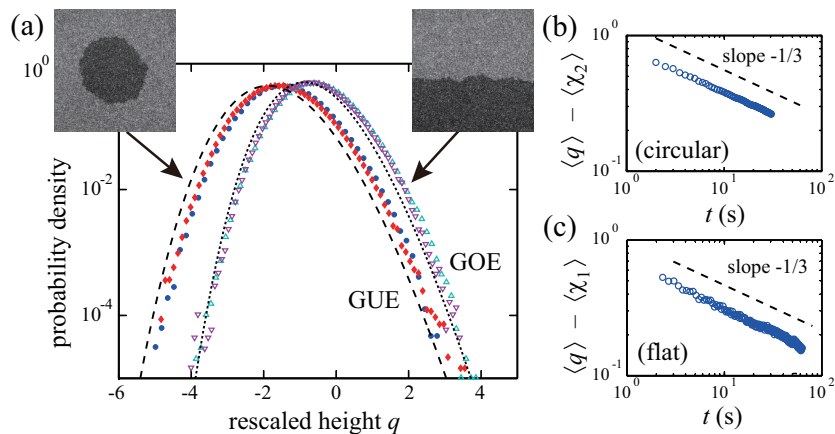 (a)
10^0
10^-2
10^-4
probability density
GUE
GOE
-6 -4 -2 0 2 4
rescaled height q
(b)
10^0
10^-1
⟨q⟩ − ⟨χ_2⟩
slope -1/3
(circular)
10^0 10^1 10^2
t (s)
(c)
10^0
10^-1
⟨q⟩ − ⟨χ_1⟩
slope -1/3
(flat)
10^0 10^1 10^2
t (s)